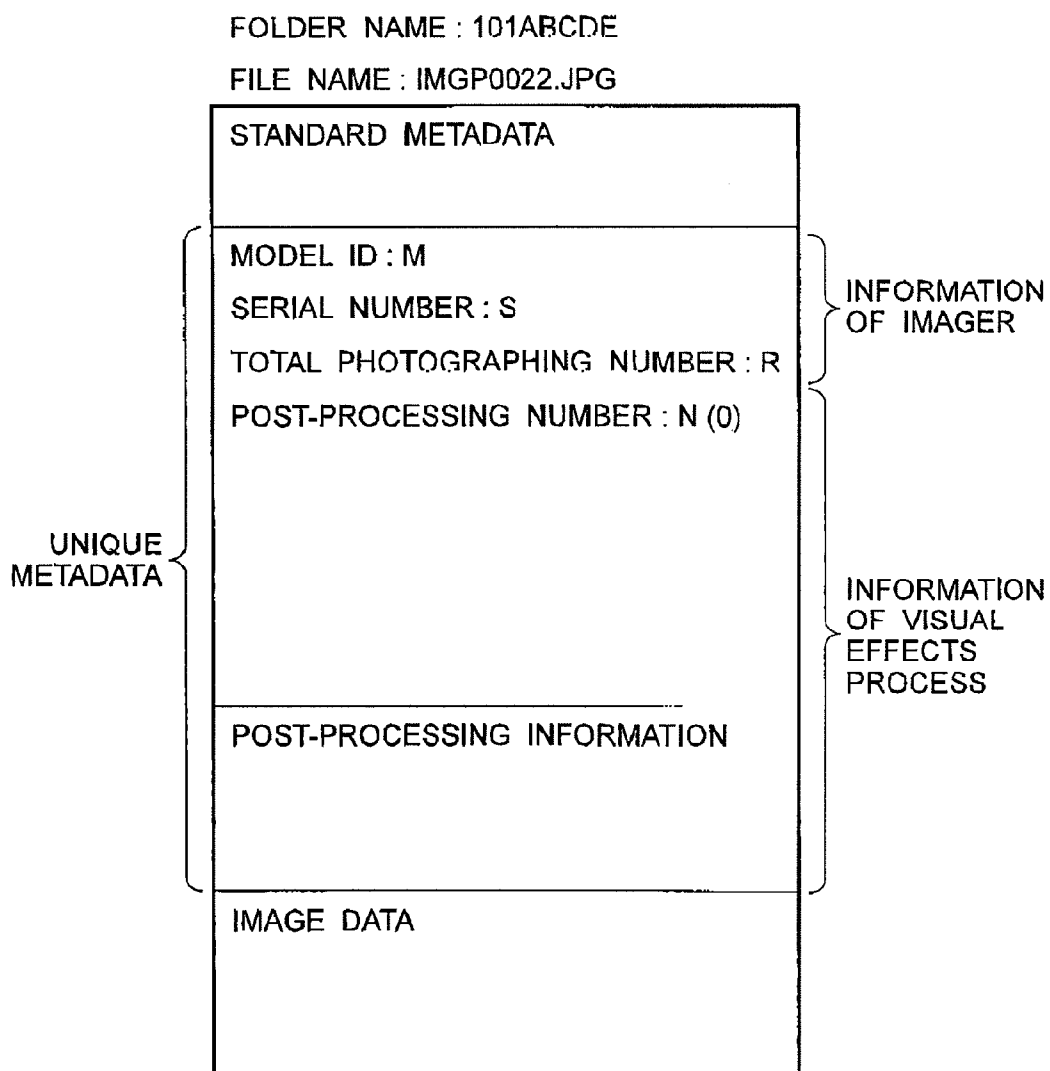 FOLDER NAME : 101ABCDE
FILE NAME : IMGP0022.JPG
STANDARD METADATA
MODEL ID : M
SERIAL NUMBER : S
TOTAL PHOTOGRAPHING NUMBER : R
POST-PROCESSING NUMBER : N (0)
INFORMATION
OF IMAGER
UNIQUE
METADATA
INFORMATION
OF VISUAL
EFFECTS
PROCESS
POST-PROCESSING INFORMATION
IMAGE DATA